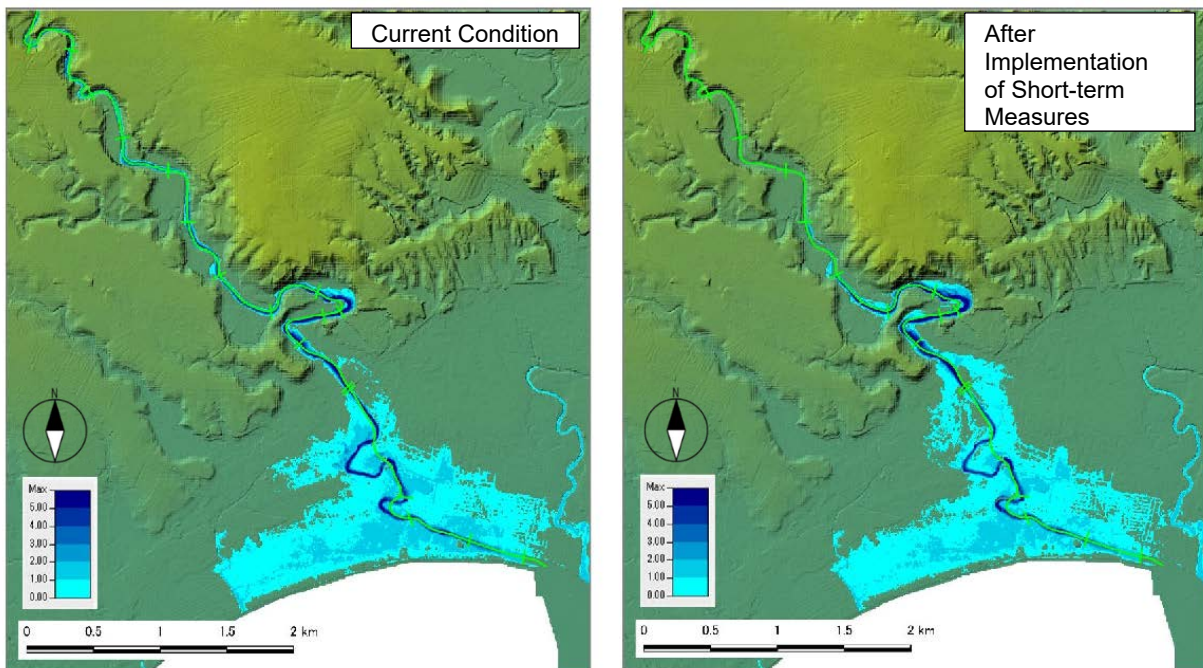 Current Condition
N
Max
5.00
4.00
3.00
2.00
1.00
0.00
0 0.5 1 1.5 2 km
After
Implementation
of Short-term
Measures
N
Max
5.00
4.00
3.00
2.00
1.00
0.00
0 0.5 1 1.5 2 km